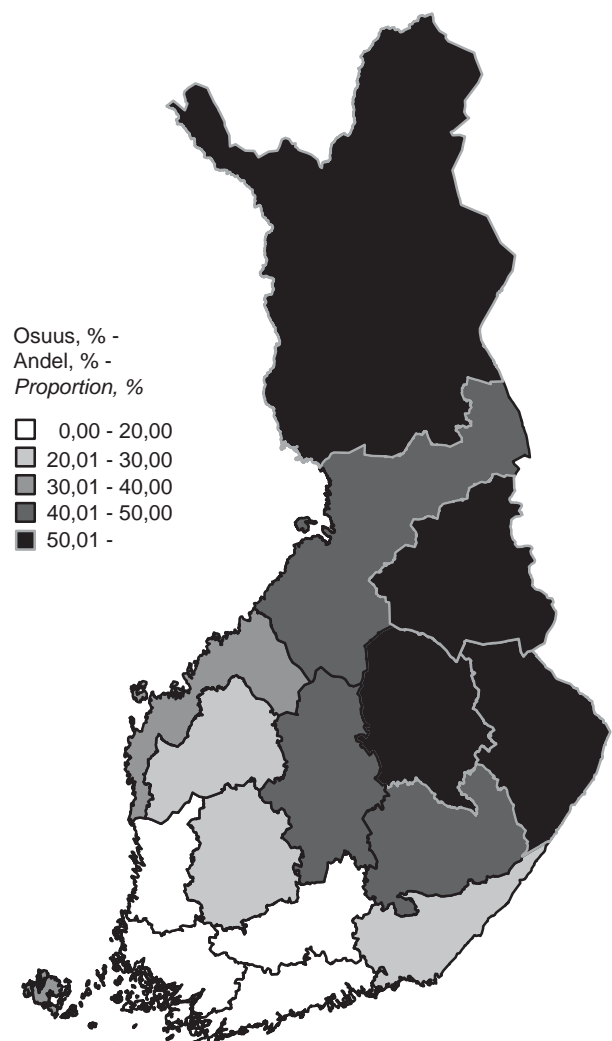 Osuus, % -
Andel, % -
Proportion, %
0,00 - 20,00
20,01 - 30,00
30,01 - 40,00
40,01 - 50,00
50,01 -